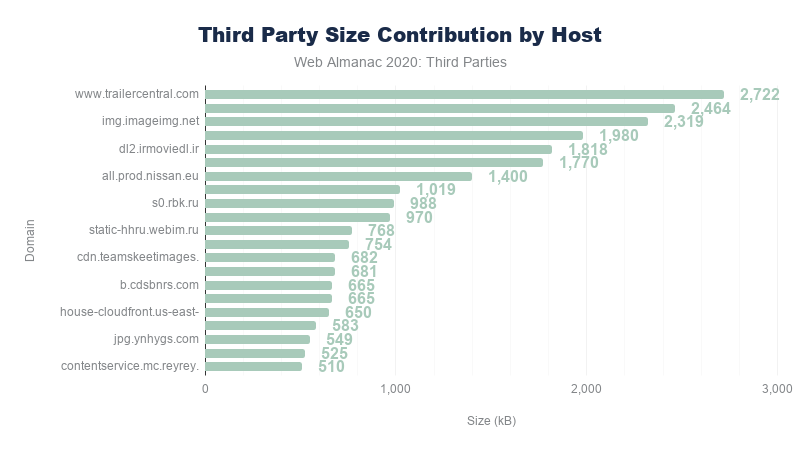 Third Party Size Contribution by Host
Web Almanac 2020: Third Parties
www.trailercentral.com 2,722
2,464
img.imageimg.net 2,319
1,980
dl2.irmoviedl.ir 1,818
1,770
all.prod.nissan.eu 1,400
1,019
s0.rbk.ru 988
970
static-hhru.webim.ru 768
754
cdn.teamskeetimages. 682
681
b.cdsbnrs.com 665
665
house-cloudfront.us-east- 650
583
jpg.ynhygs.com 549
525
contentservice.mc.reyrey. 510
Domain
0 1,000 2,000 3,000
Size (kB)